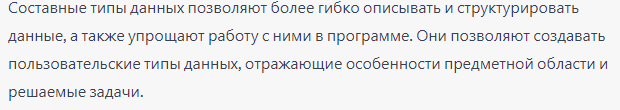 Составные типы данных позволяют более гибко описывать и структурировать
данные, а также упрощают работу с ними в программе. Они позволяют создавать
пользовательские типы данных, отражающие особенности предметной области и
решаемые задачи.